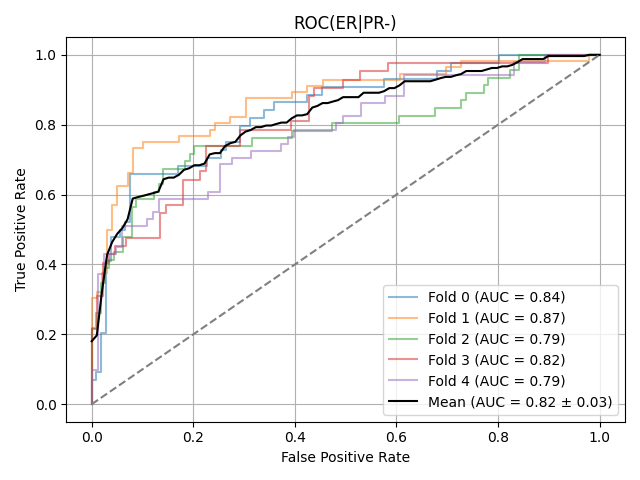 ROC(ER|PR-)
1.0
0.8
0.6
0.4
0.2
0.0
True Positive Rate
Fold 0 (AUC = 0.84)
Fold 1 (AUC = 0.87)
Fold 2 (AUC = 0.79)
Fold 3 (AUC = 0.82)
Fold 4 (AUC = 0.79)
Mean (AUC = 0.82 ± 0.03)
0.0 0.2 0.4 0.6 0.8 1.0
False Positive Rate